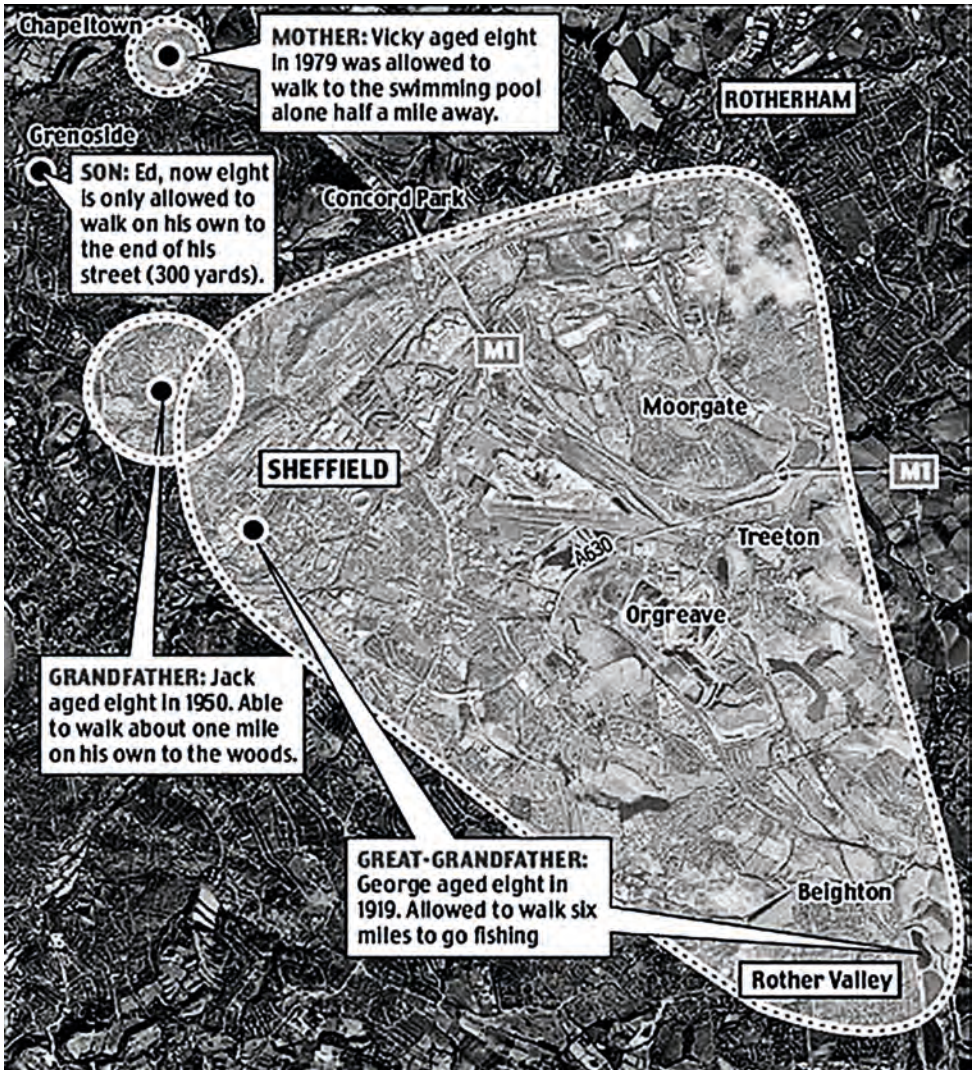 Chapeltown
MOTHER: Vicky aged eight
in 1979 was allowed to
walk to the swimming pool
alone half a mile away.
ROTHERHAM
Grenoside
SON: Ed, now eight
is only allowed to
walk on his own to
the end of his
street (300 yards).
Concord Park
M1
Moorgate
SHEFFIELD
M1
Treeton
A630
Orgreave
GRANDFATHER: Jack
aged eight in 1950. Able
to walk about one mile
on his own to the woods.
GREAT-GRANDFATHER:
George aged eight in
1919. Allowed to walk six
miles to go fishing
Beighton
Rother Valley